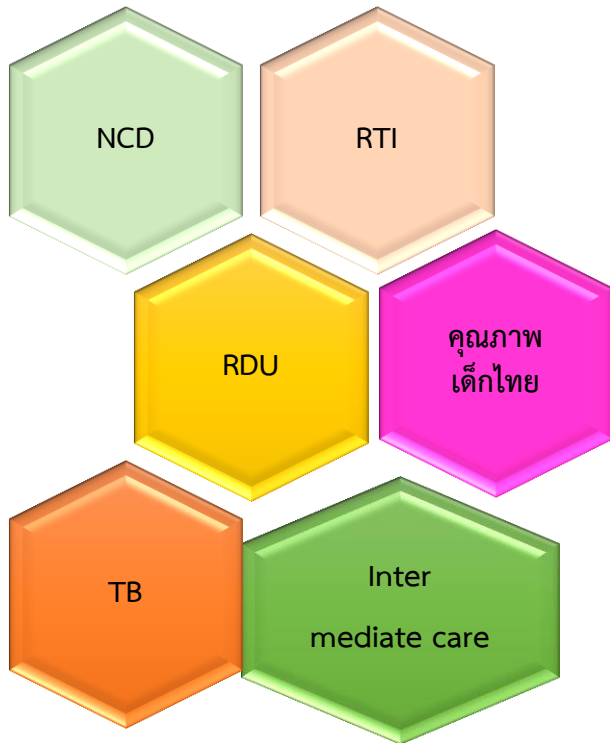 NCD
RTI
RDU
คุณภาพ
เด็กไทย
TB
Inter
mediate care